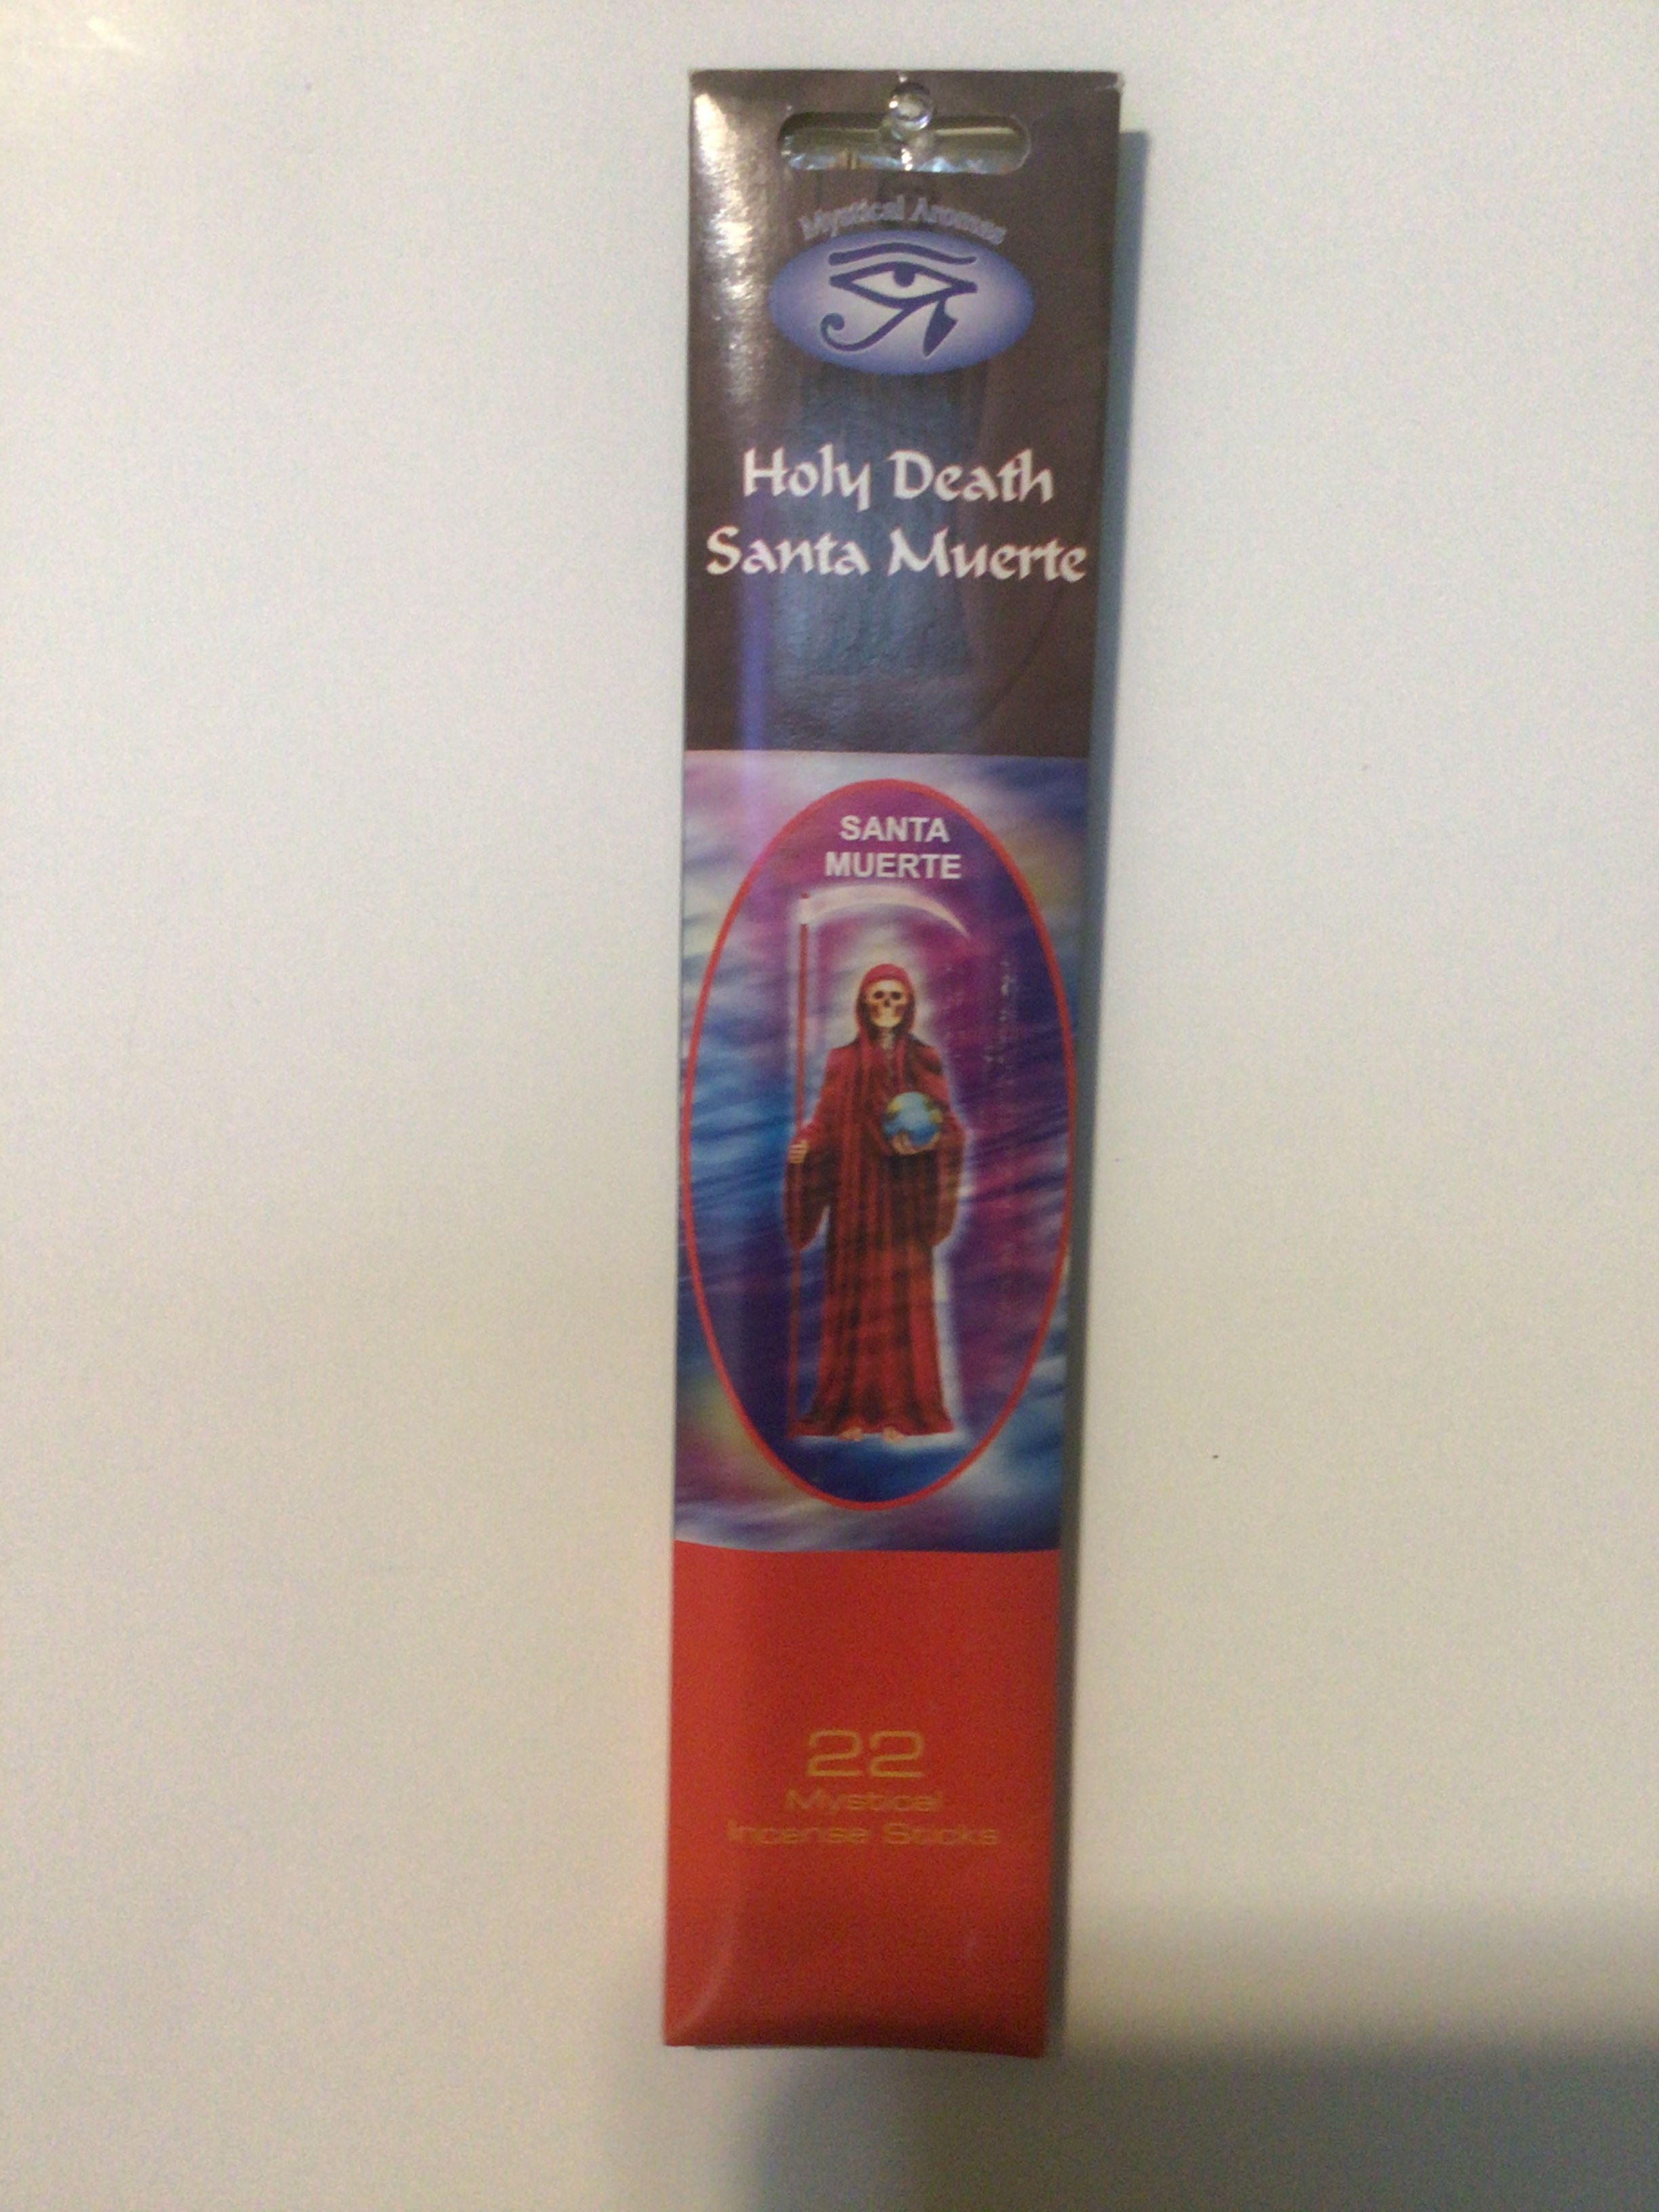 Mystical Aromas
Holy Death
Santa Muerte
SANTA
MUERTE
22
Mystical
Incense Sticks